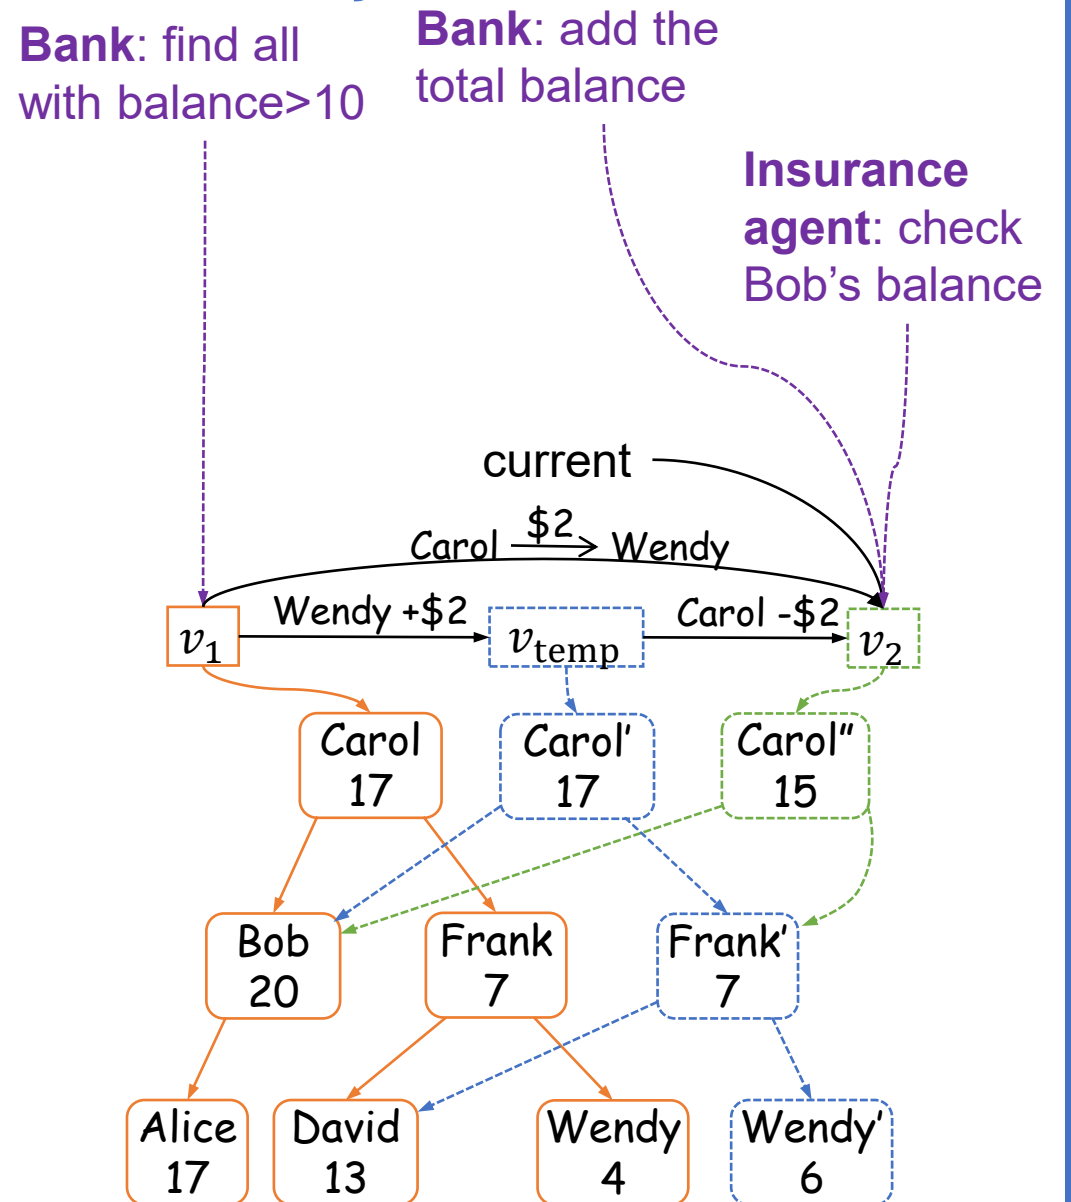 Bank: find all
with balance>10
Bank: add the
total balance
Insurance
agent: check
Bob’s balance
current
Carol $2 Wendy
Wendy +$2
Carol -$2
v₁
v_temp
v₂
Carol
17
Carol'
17
Carol"
15
Bob
20
Frank
7
Frank'
7
Alice
17
David
13
Wendy
4
Wendy'
6